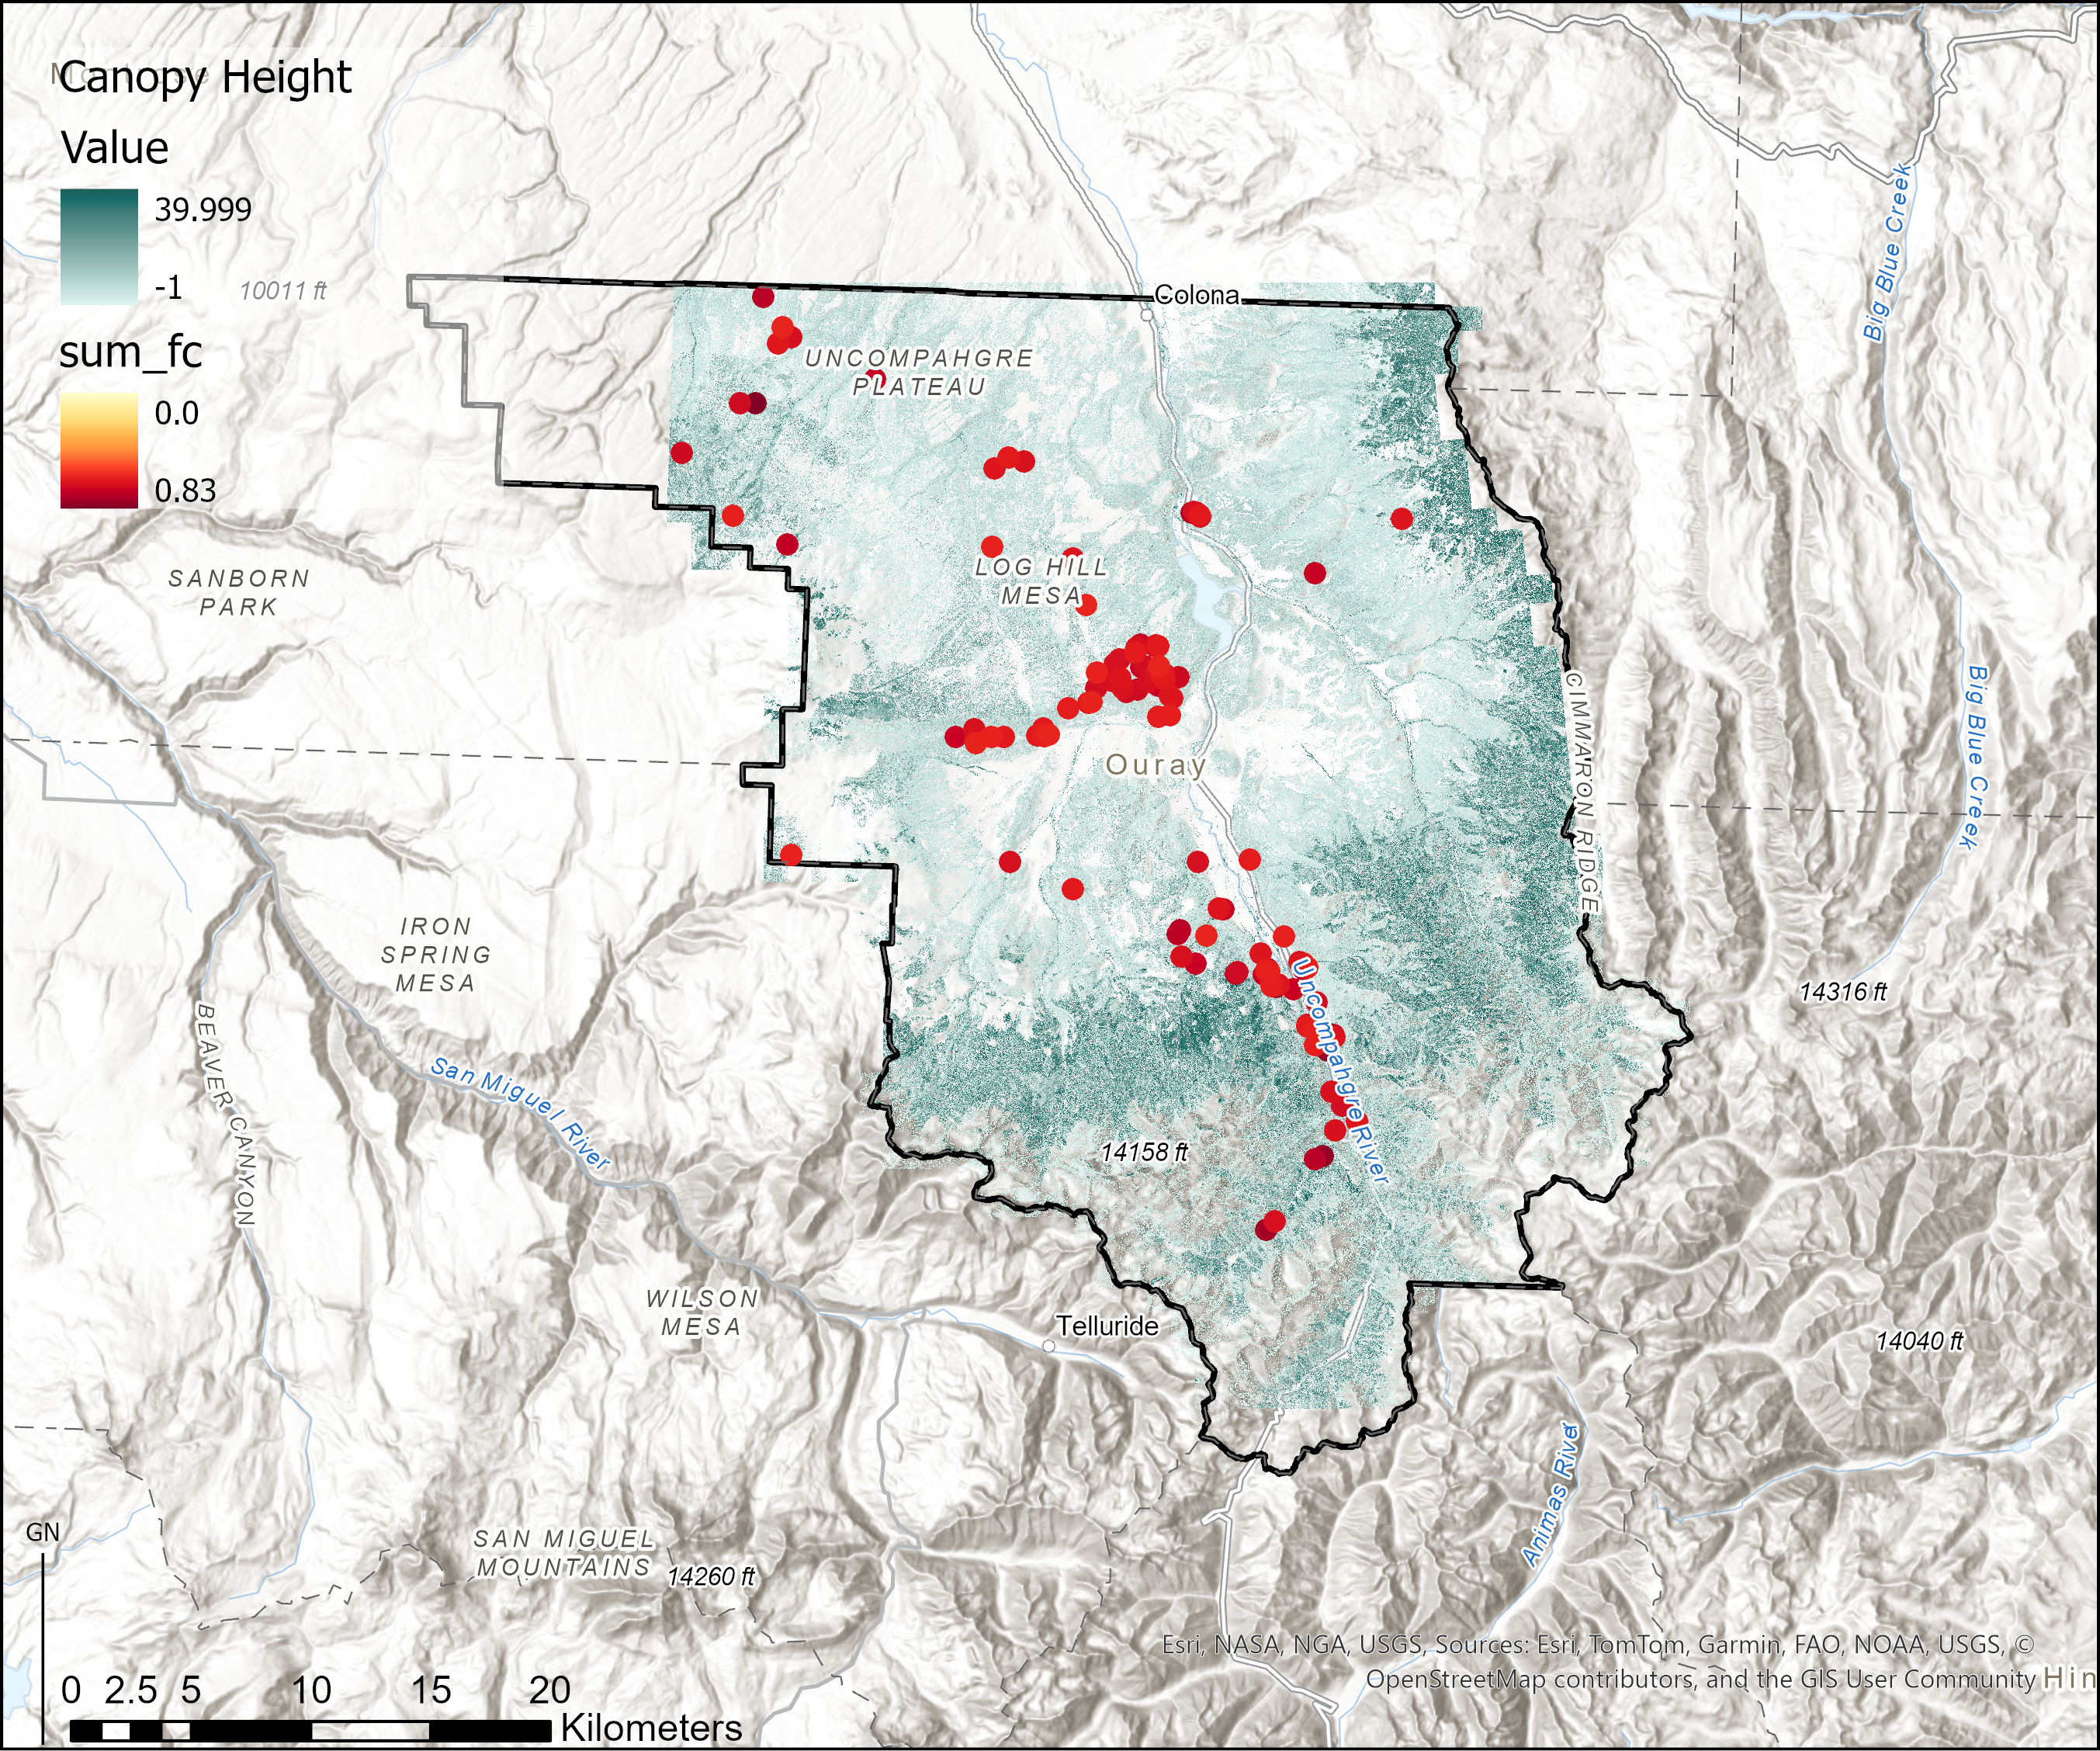 Canopy Height
Value
39.999
-1
10011 ft
sum_fc
0.0
0.83
Colona
UNCOMPAHGRE
PLATEAU
Big Blue Creek
SANBORN
PARK
LOG HILL
MESA
Big Blue Creek
CIMMARON RIDGE
Ouray
IRON
SPRING
MESA
BEAVER CANYON
San Miguel River
Uncompahgre River
14316 ft
14158 ft
WILSON
MESA
Telluride
14040 ft
Animas River
SAN MIGUEL
MOUNTAINS
14260 ft
GN
Esri, NASA, NGA, USGS, Sources: Esri, TomTom, Garmin, FAO, NOAA, USGS, ©
OpenStreetMap contributors, and the GIS User Community
Hin
0 2.5 5 10 15 20
Kilometers